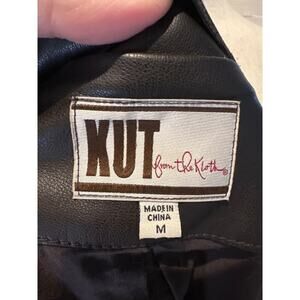 KUT from the Kloth®
MADE IN
CHINA
M